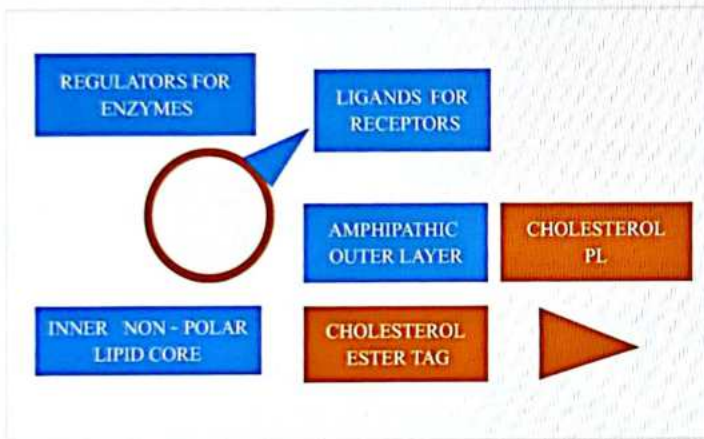 REGULATORS FOR
ENZYMES
LIGANDS FOR
RECEPTORS
AMPHIPATHIC
OUTER LAYER
CHOLESTEROL
PL
INNER NON - POLAR
LIPID CORE
CHOLESTEROL
ESTER TAG